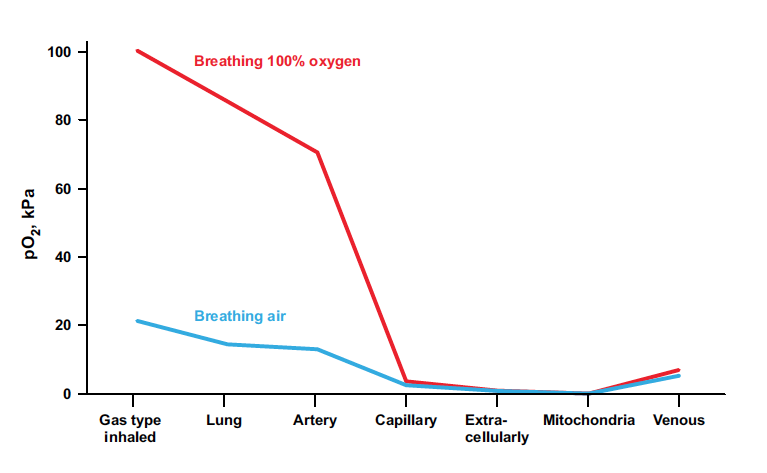 100
Breathing 100% oxygen
80
60
pO2, kPa
40
20
Breathing air
0
Gas type
inhaled
Lung
Artery
Capillary
Extra-
cellularly
Mitochondria
Venous